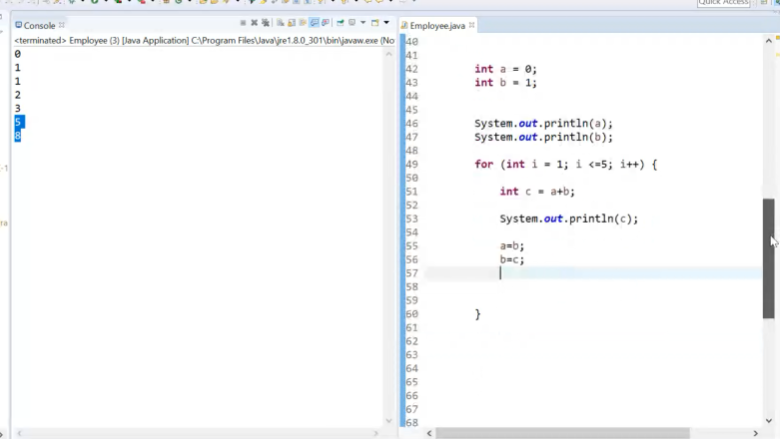 Quick Access
Console
<terminated> Employee (3) [Java Application] C:\Program Files\Java\jre1.8.0_301\bin\javaw.exe (No
0
1
1
2
3
5
8
-1
ra
Employee.java
40
41
42 int a = 0;
43 int b = 1;
44
45
46 System.out.println(a);
47 System.out.println(b);
48
49 for (int i = 1; i <=5; i++) {
50
51 int c = a+b;
52
53 System.out.println(c);
54
55 a=b;
56 b=c;
57
58
59
60 }
61
62
63
64
65
66
67
68